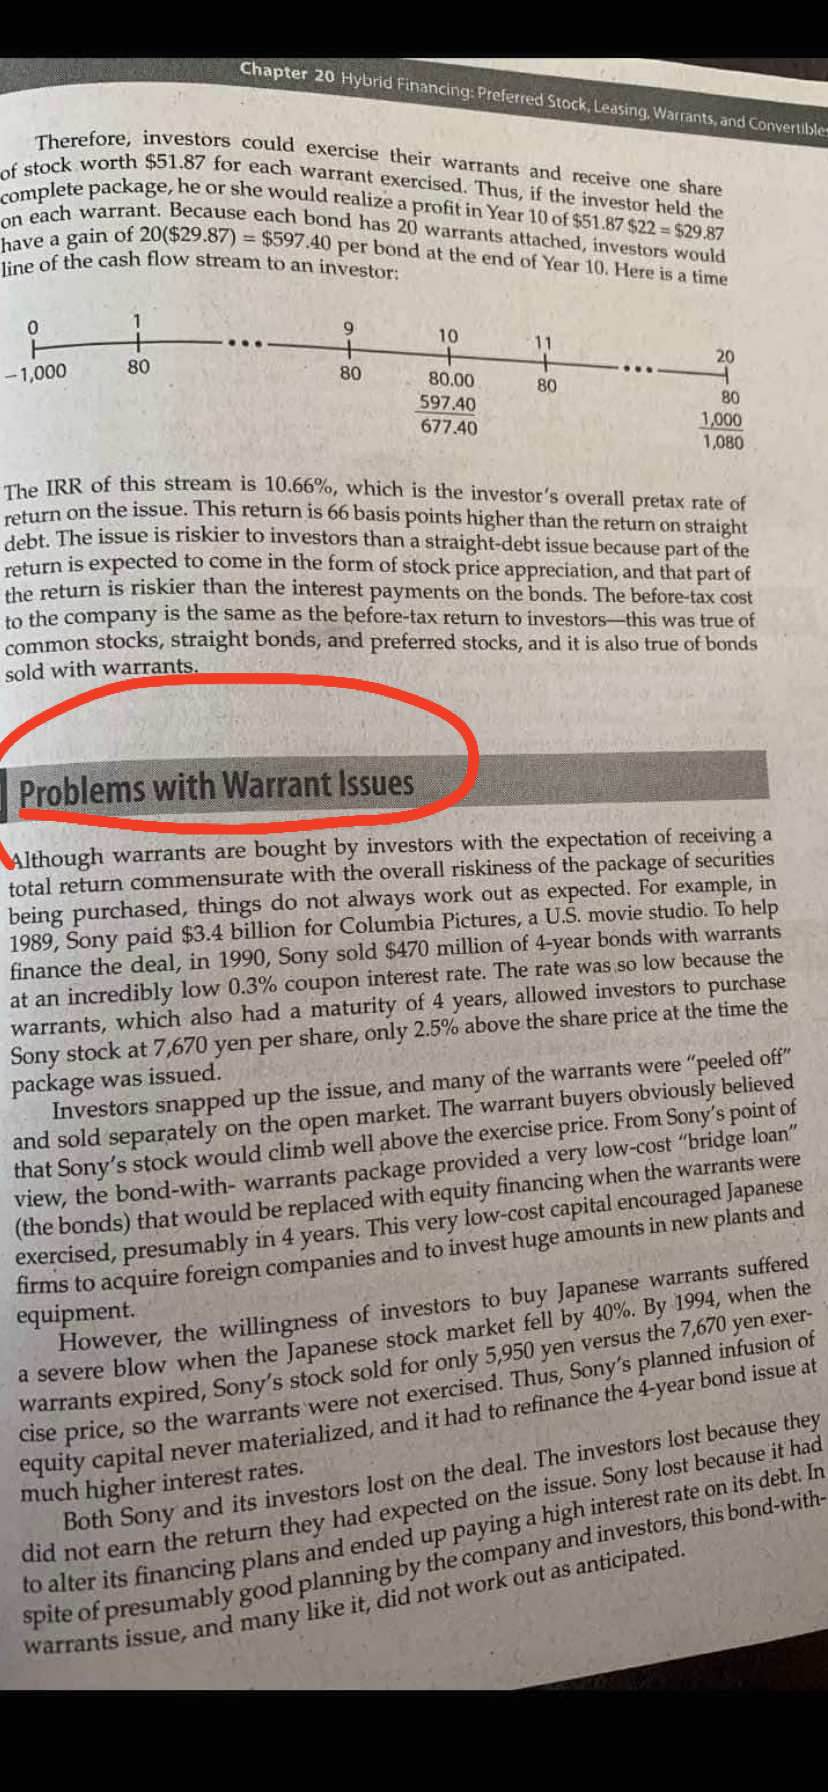 Chapter 20 Hybrid Financing: Preferred Stock, Leasing, Warrants, and Convertibles
Therefore, investors could exercise their warrants and receive one share
of stock worth $51.87 for each warrant exercised. Thus, if the investor held the
complete package, he or she would realize a profit in Year 10 of $51.87 $22 = $29.87
on each warrant. Because each bond has 20 warrants attached, investors would
have a gain of 20($29.87) = $597.40 per bond at the end of Year 10. Here is a time
line of the cash flow stream to an investor:
0 1 9 10 11 20
-1,000 80 80 80.00 80 80
597.40 1,000
677.40 1,080
The IRR of this stream is 10.66%, which is the investor's overall pretax rate of
return on the issue. This return is 66 basis points higher than the return on straight
debt. The issue is riskier to investors than a straight-debt issue because part of the
return is expected to come in the form of stock price appreciation, and that part of
the return is riskier than the interest payments on the bonds. The before-tax cost
to the company is the same as the before-tax return to investors—this was true of
common stocks, straight bonds, and preferred stocks, and it is also true of bonds
sold with warrants.
Problems with Warrant Issues
Although warrants are bought by investors with the expectation of receiving a
total return commensurate with the overall riskiness of the package of securities
being purchased, things do not always work out as expected. For example, in
1989, Sony paid $3.4 billion for Columbia Pictures, a U.S. movie studio. To help
finance the deal, in 1990, Sony sold $470 million of 4-year bonds with warrants
at an incredibly low 0.3% coupon interest rate. The rate was so low because the
warrants, which also had a maturity of 4 years, allowed investors to purchase
Sony stock at 7,670 yen per share, only 2.5% above the share price at the time the
package was issued.
Investors snapped up the issue, and many of the warrants were "peeled off"
and sold separately on the open market. The warrant buyers obviously believed
that Sony's stock would climb well above the exercise price. From Sony's point of
view, the bond-with- warrants package provided a very low-cost "bridge loan"
(the bonds) that would be replaced with equity financing when the warrants were
exercised, presumably in 4 years. This very low-cost capital encouraged Japanese
firms to acquire foreign companies and to invest huge amounts in new plants and
equipment.
However, the willingness of investors to buy Japanese warrants suffered
a severe blow when the Japanese stock market fell by 40%. By 1994, when the
warrants expired, Sony's stock sold for only 5,950 yen versus the 7,670 yen exer-
cise price, so the warrants were not exercised. Thus, Sony's planned infusion of
equity capital never materialized, and it had to refinance the 4-year bond issue at
much higher interest rates.
Both Sony and its investors lost on the deal. The investors lost because they
did not earn the return they had expected on the issue. Sony lost because it had
to alter its financing plans and ended up paying a high interest rate on its debt. In
spite of presumably good planning by the company and investors, this bond-with-
warrants issue, and many like it, did not work out as anticipated.